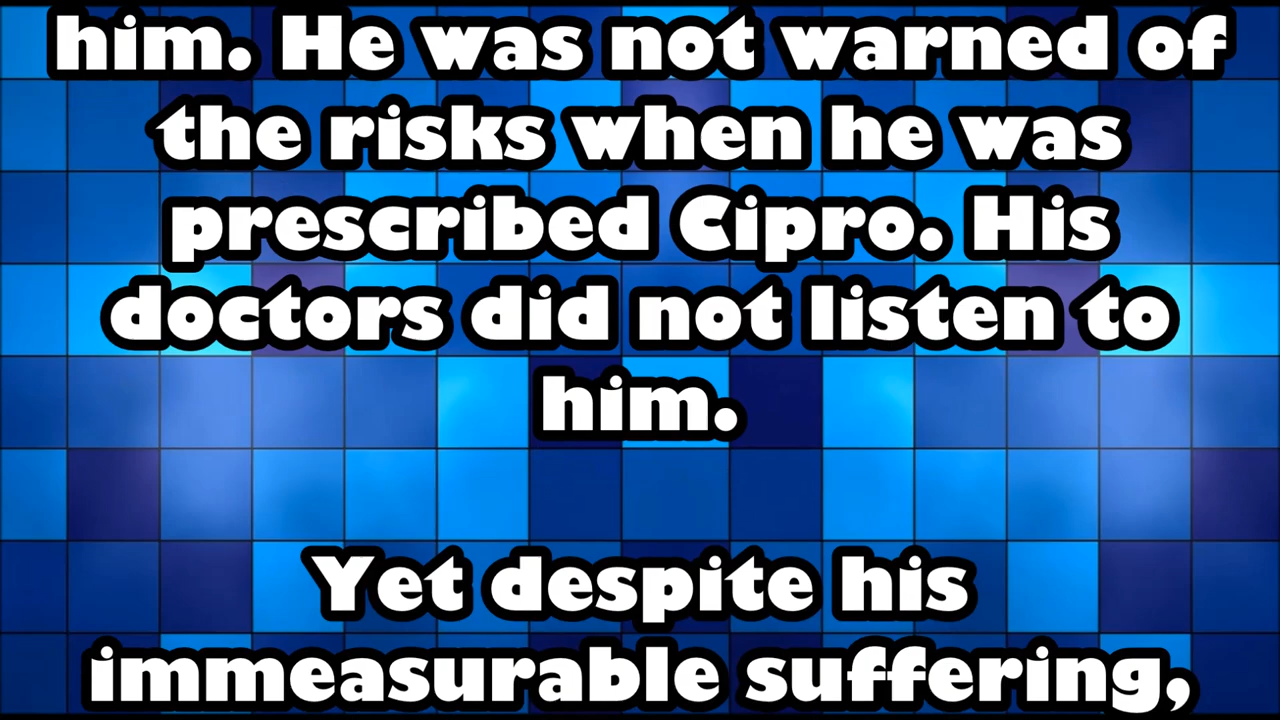 him. He was not warned of
the risks when he was
prescribed Cipro. His
doctors did not listen to
him.
Yet despite his
immeasurable suffering,